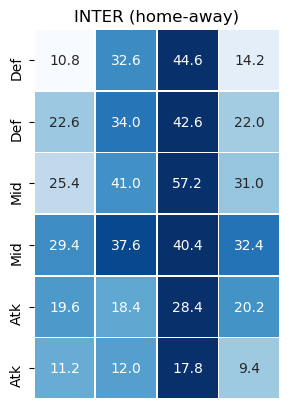 INTER (home-away)
Def 10.8 32.6 44.6 14.2
Def 22.6 34.0 42.6 22.0
Mid 25.4 41.0 57.2 31.0
Mid 29.4 37.6 40.4 32.4
Atk 19.6 18.4 28.4 20.2
Atk 11.2 12.0 17.8 9.4